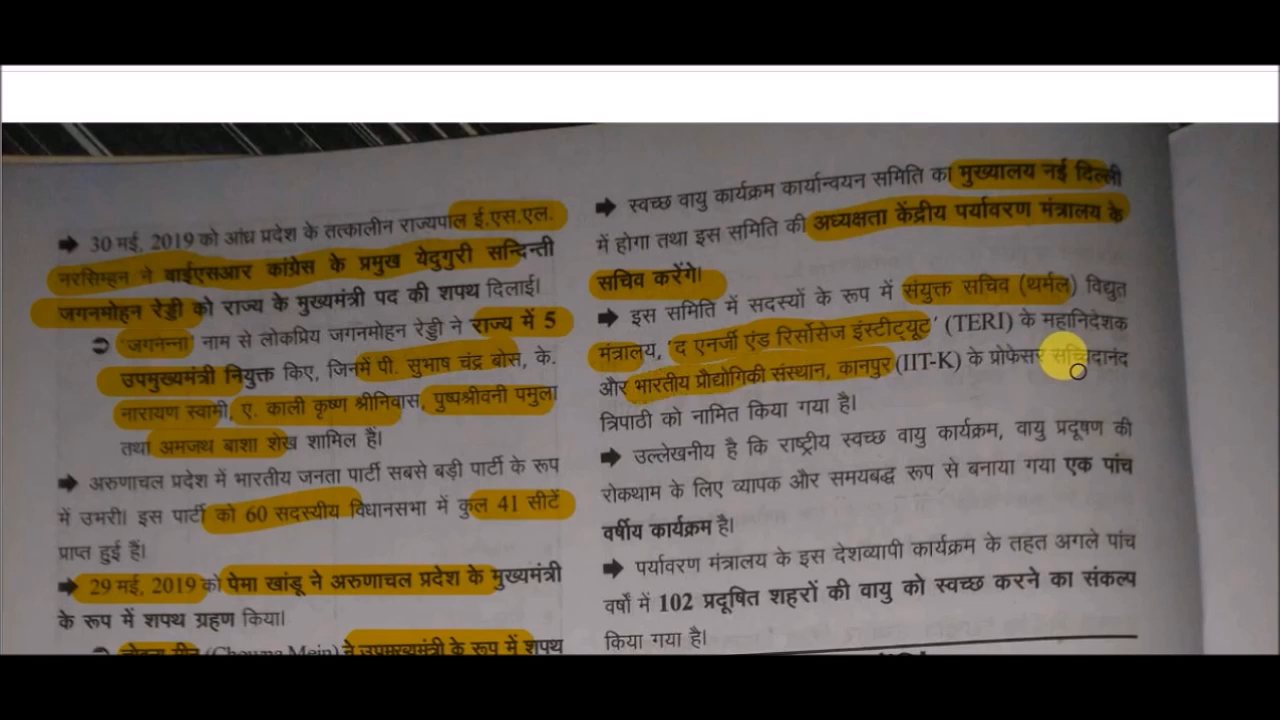 ➡ 30 मई, 2019 को आंध्र प्रदेश के तत्कालीन राज्यपाल ई.एस.एल.
नरसिम्हन ने वाईएसआर कांग्रेस के प्रमुख येदुगुरी सन्दिन्ती
जगनमोहन रेड्डी को राज्य के मुख्यमंत्री पद की शपथ दिलाई।
➲ 'जगनन्ना' नाम से लोकप्रिय जगनमोहन रेड्डी ने राज्य में 5
उपमुख्यमंत्री नियुक्त किए, जिनमें पी. सुभाष चंद्र बोस, के.
नारायण स्वामी, ए. काली कृष्ण श्रीनिवास, पुष्पश्रीवनी पमुला
तथा अमजथ बाशा शेख शामिल हैं।
➡ अरुणाचल प्रदेश में भारतीय जनता पार्टी सबसे बड़ी पार्टी के रूप
में उभरी। इस पार्टी को 60 सदस्यीय विधानसभा में कुल 41 सीटें
प्राप्त हुई हैं।
➡ 29 मई, 2019 को पेमा खांडू ने अरुणाचल प्रदेश के मुख्यमंत्री
के रूप में शपथ ग्रहण किया।
(Chowna Mein) ने उपमुख्यमंत्री के रूप में शपथ
➡ स्वच्छ वायु कार्यक्रम कार्यान्वयन समिति का मुख्यालय नई दिल्ली
में होगा तथा इस समिति की अध्यक्षता केंद्रीय पर्यावरण मंत्रालय के
सचिव करेंगे।
➡ इस समिति में सदस्यों के रूप में संयुक्त सचिव (थर्मल) विद्युत
मंत्रालय, 'द एनर्जी एंड रिर्सोसेज इंस्टीट्यूट' (TERI) के महानिदेशक
और भारतीय प्रौद्योगिकी संस्थान, कानपुर (IIT-K) के प्रोफेसर सच्चिदानंद
त्रिपाठी को नामित किया गया है।
➡ उल्लेखनीय है कि राष्ट्रीय स्वच्छ वायु कार्यक्रम, वायु प्रदूषण की
रोकथाम के लिए व्यापक और समयबद्ध रूप से बनाया गया एक पांच
वर्षीय कार्यक्रम है।
➡ पर्यावरण मंत्रालय के इस देशव्यापी कार्यक्रम के तहत अगले पांच
वर्षों में 102 प्रदूषित शहरों की वायु को स्वच्छ करने का संकल्प
किया गया है।